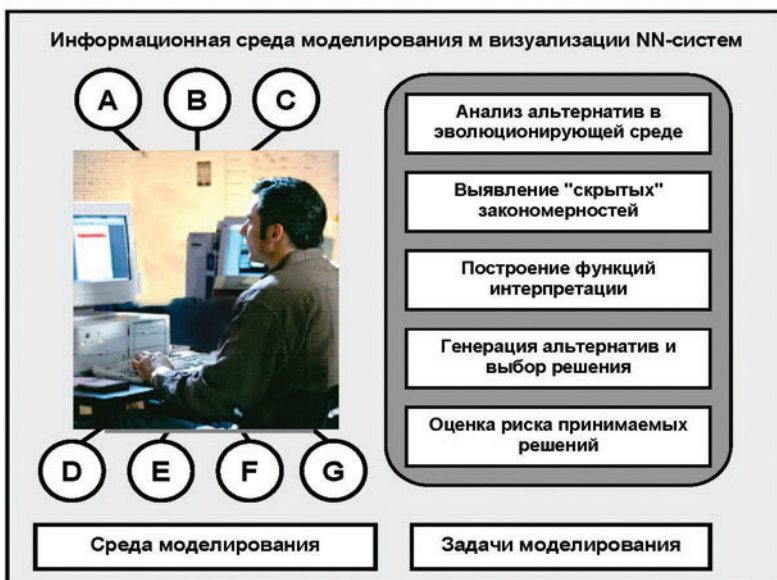 Информационная среда моделирования м визуализации NN-систем
A B C
Анализ альтернатив в
эволюционирующей среде
Выявление "скрытых"
закономерностей
Построение функций
интерпретации
Генерация альтернатив и
выбор решения
Оценка риска принимаемых
решений
D E F G
Среда моделирования
Задачи моделирования